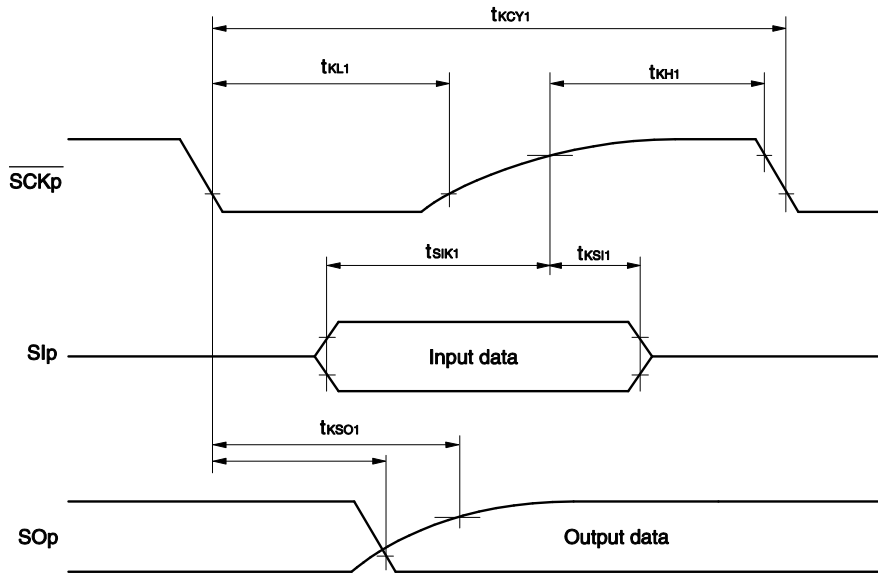 tKCY1
tKL1
tKH1
SCKp
tSIK1
tKSI1
SIp
Input data
tKSO1
SOp
Output data